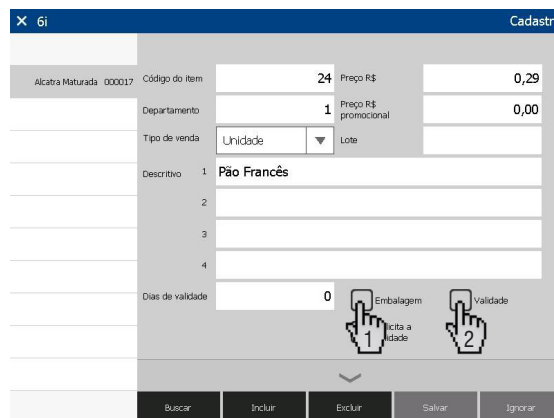 6i Cadastr
Alcatra Maturada 000017
Código do item 24 Preço R$ 0,29
Departamento 1 Preço R$ promocional 0,00
Tipo de venda Unidade Lote
Descritivo 1 Pão Francês
2
3
4
Dias de validade 0 Embalagem Validade
1 2
Buscar Incluir Excluir Salvar Ignorar